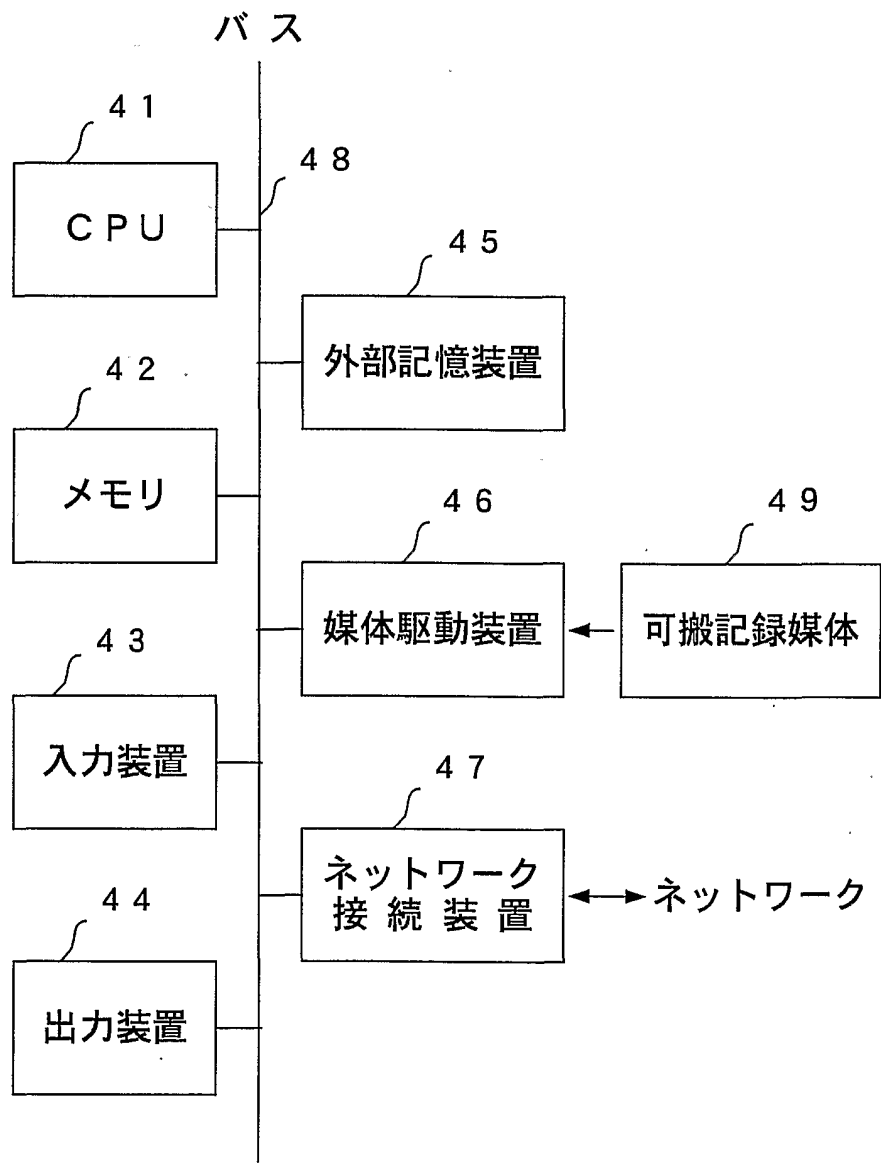 バス
41
CPU
48
45
外部記憶装置
42
メモリ
46
媒体駆動装置
49
可搬記録媒体
43
入力装置
47
ネットワーク
接続装置
ネットワーク
44
出力装置